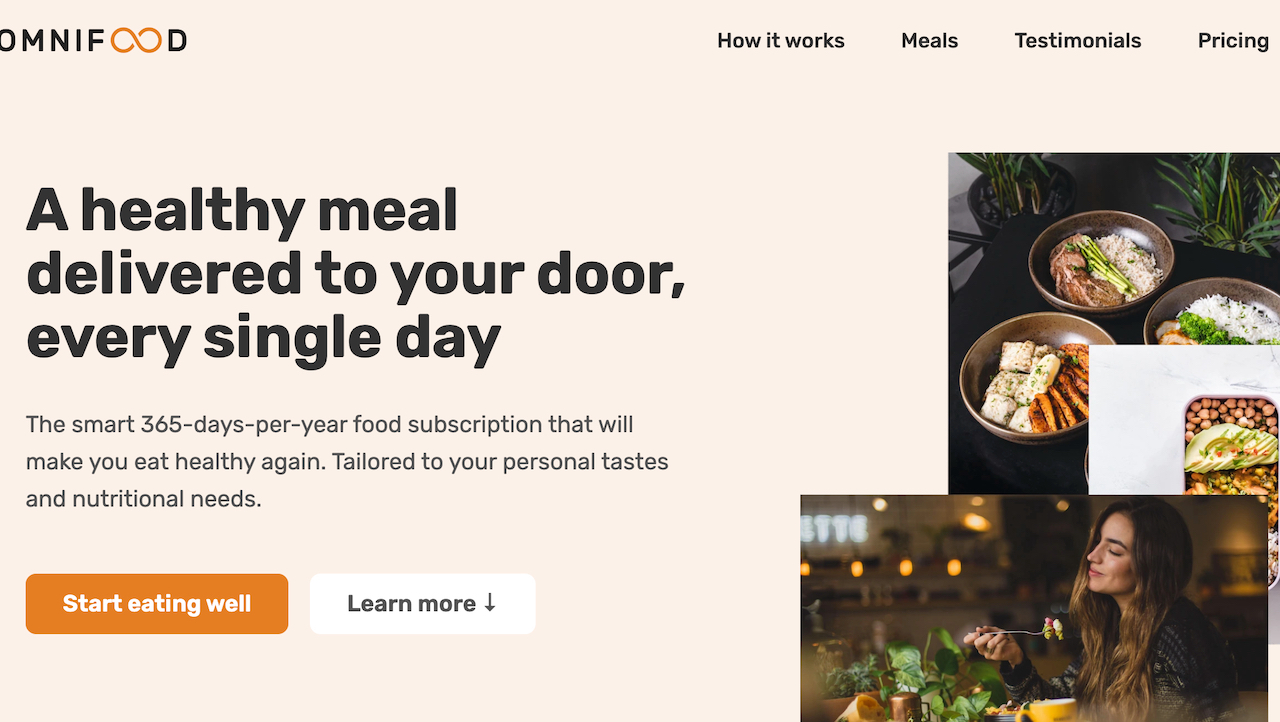 OMNIFOOD
How it works Meals Testimonials Pricing
A healthy meal
delivered to your door,
every single day
The smart 365-days-per-year food subscription that will
make you eat healthy again. Tailored to your personal tastes
and nutritional needs.
Start eating well
Learn more ↓
ETTE